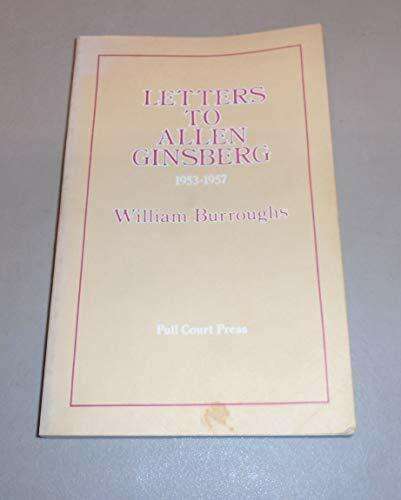 LETTERS
TO
ALLEN
GINSBERG
1953-1957
William Burroughs
Full Court Press